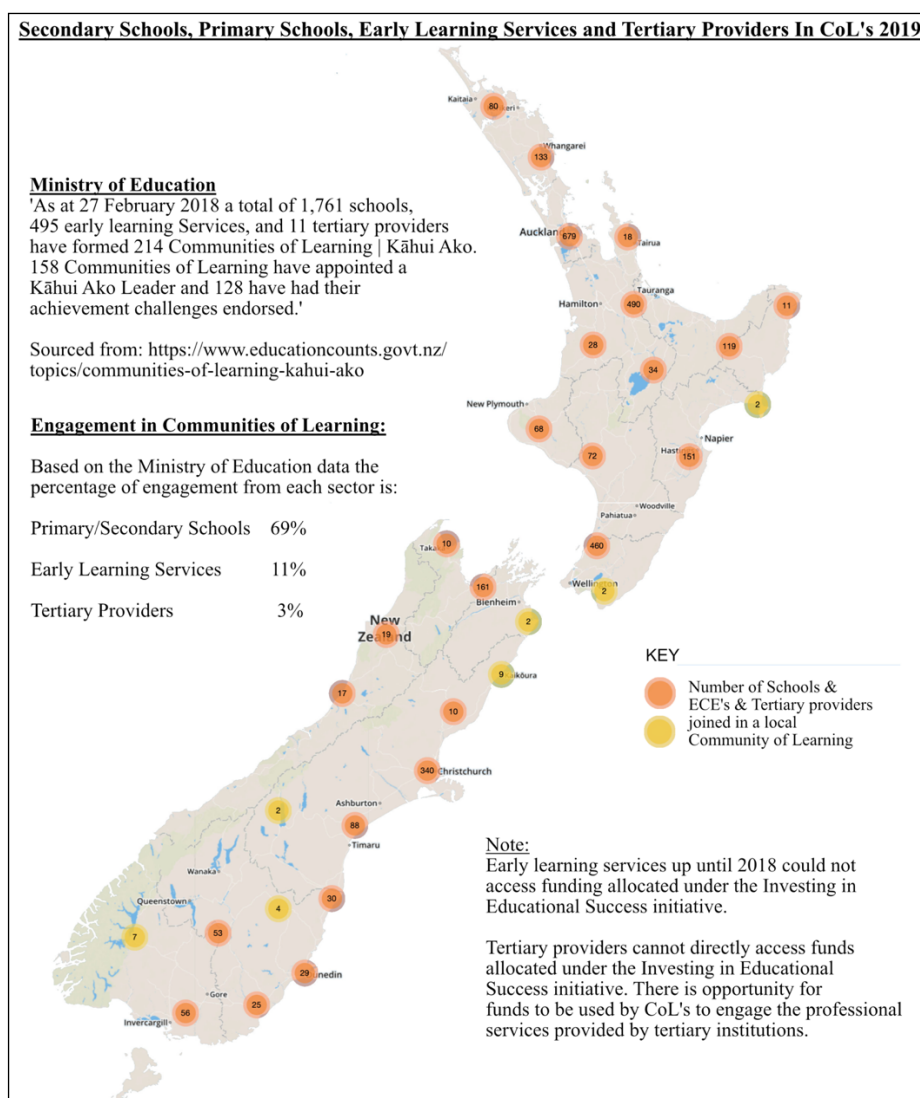 Secondary Schools, Primary Schools, Early Learning Services and Tertiary Providers In CoL's 2019
Kaitaia
80
eri
Whangarei
133
Ministry of Education
'As at 27 February 2018 a total of 1,761 schools,
495 early learning Services, and 11 tertiary providers
have formed 214 Communities of Learning | Kāhui Ako.
158 Communities of Learning have appointed a
Kāhui Ako Leader and 128 have had their
achievement challenges endorsed.'
Sourced from: https://www.educationcounts.govt.nz/
topics/communities-of-learning-kahui-ako
Aucklan
679
18
Tairua
Tauranga
Hamilton
490
11
28
119
34
New Plymouth
2
68
Napier
Hast
151
72
Woodville
Pahiatua
460
Wellington
2
Engagement in Communities of Learning:
Based on the Ministry of Education data the
percentage of engagement from each sector is:
Primary/Secondary Schools 69%
Early Learning Services 11%
Tertiary Providers 3%
Taka
10
161
Blenheim
2
New
Zealand
19
9
aikōura
17
10
340
Christchurch
Ashburton
2
88
Timaru
Wanaka
Queenstown
30
4
7
53
29
nedin
Gore
25
56
Invercargill
KEY
Number of Schools &
ECE's & Tertiary providers
joined in a local
Community of Learning
Note:
Early learning services up until 2018 could not
access funding allocated under the Investing in
Educational Success initiative.
Tertiary providers cannot directly access funds
allocated under the Investing in Educational
Success initiative. There is opportunity for
funds to be used by CoL's to engage the professional
services provided by tertiary institutions.